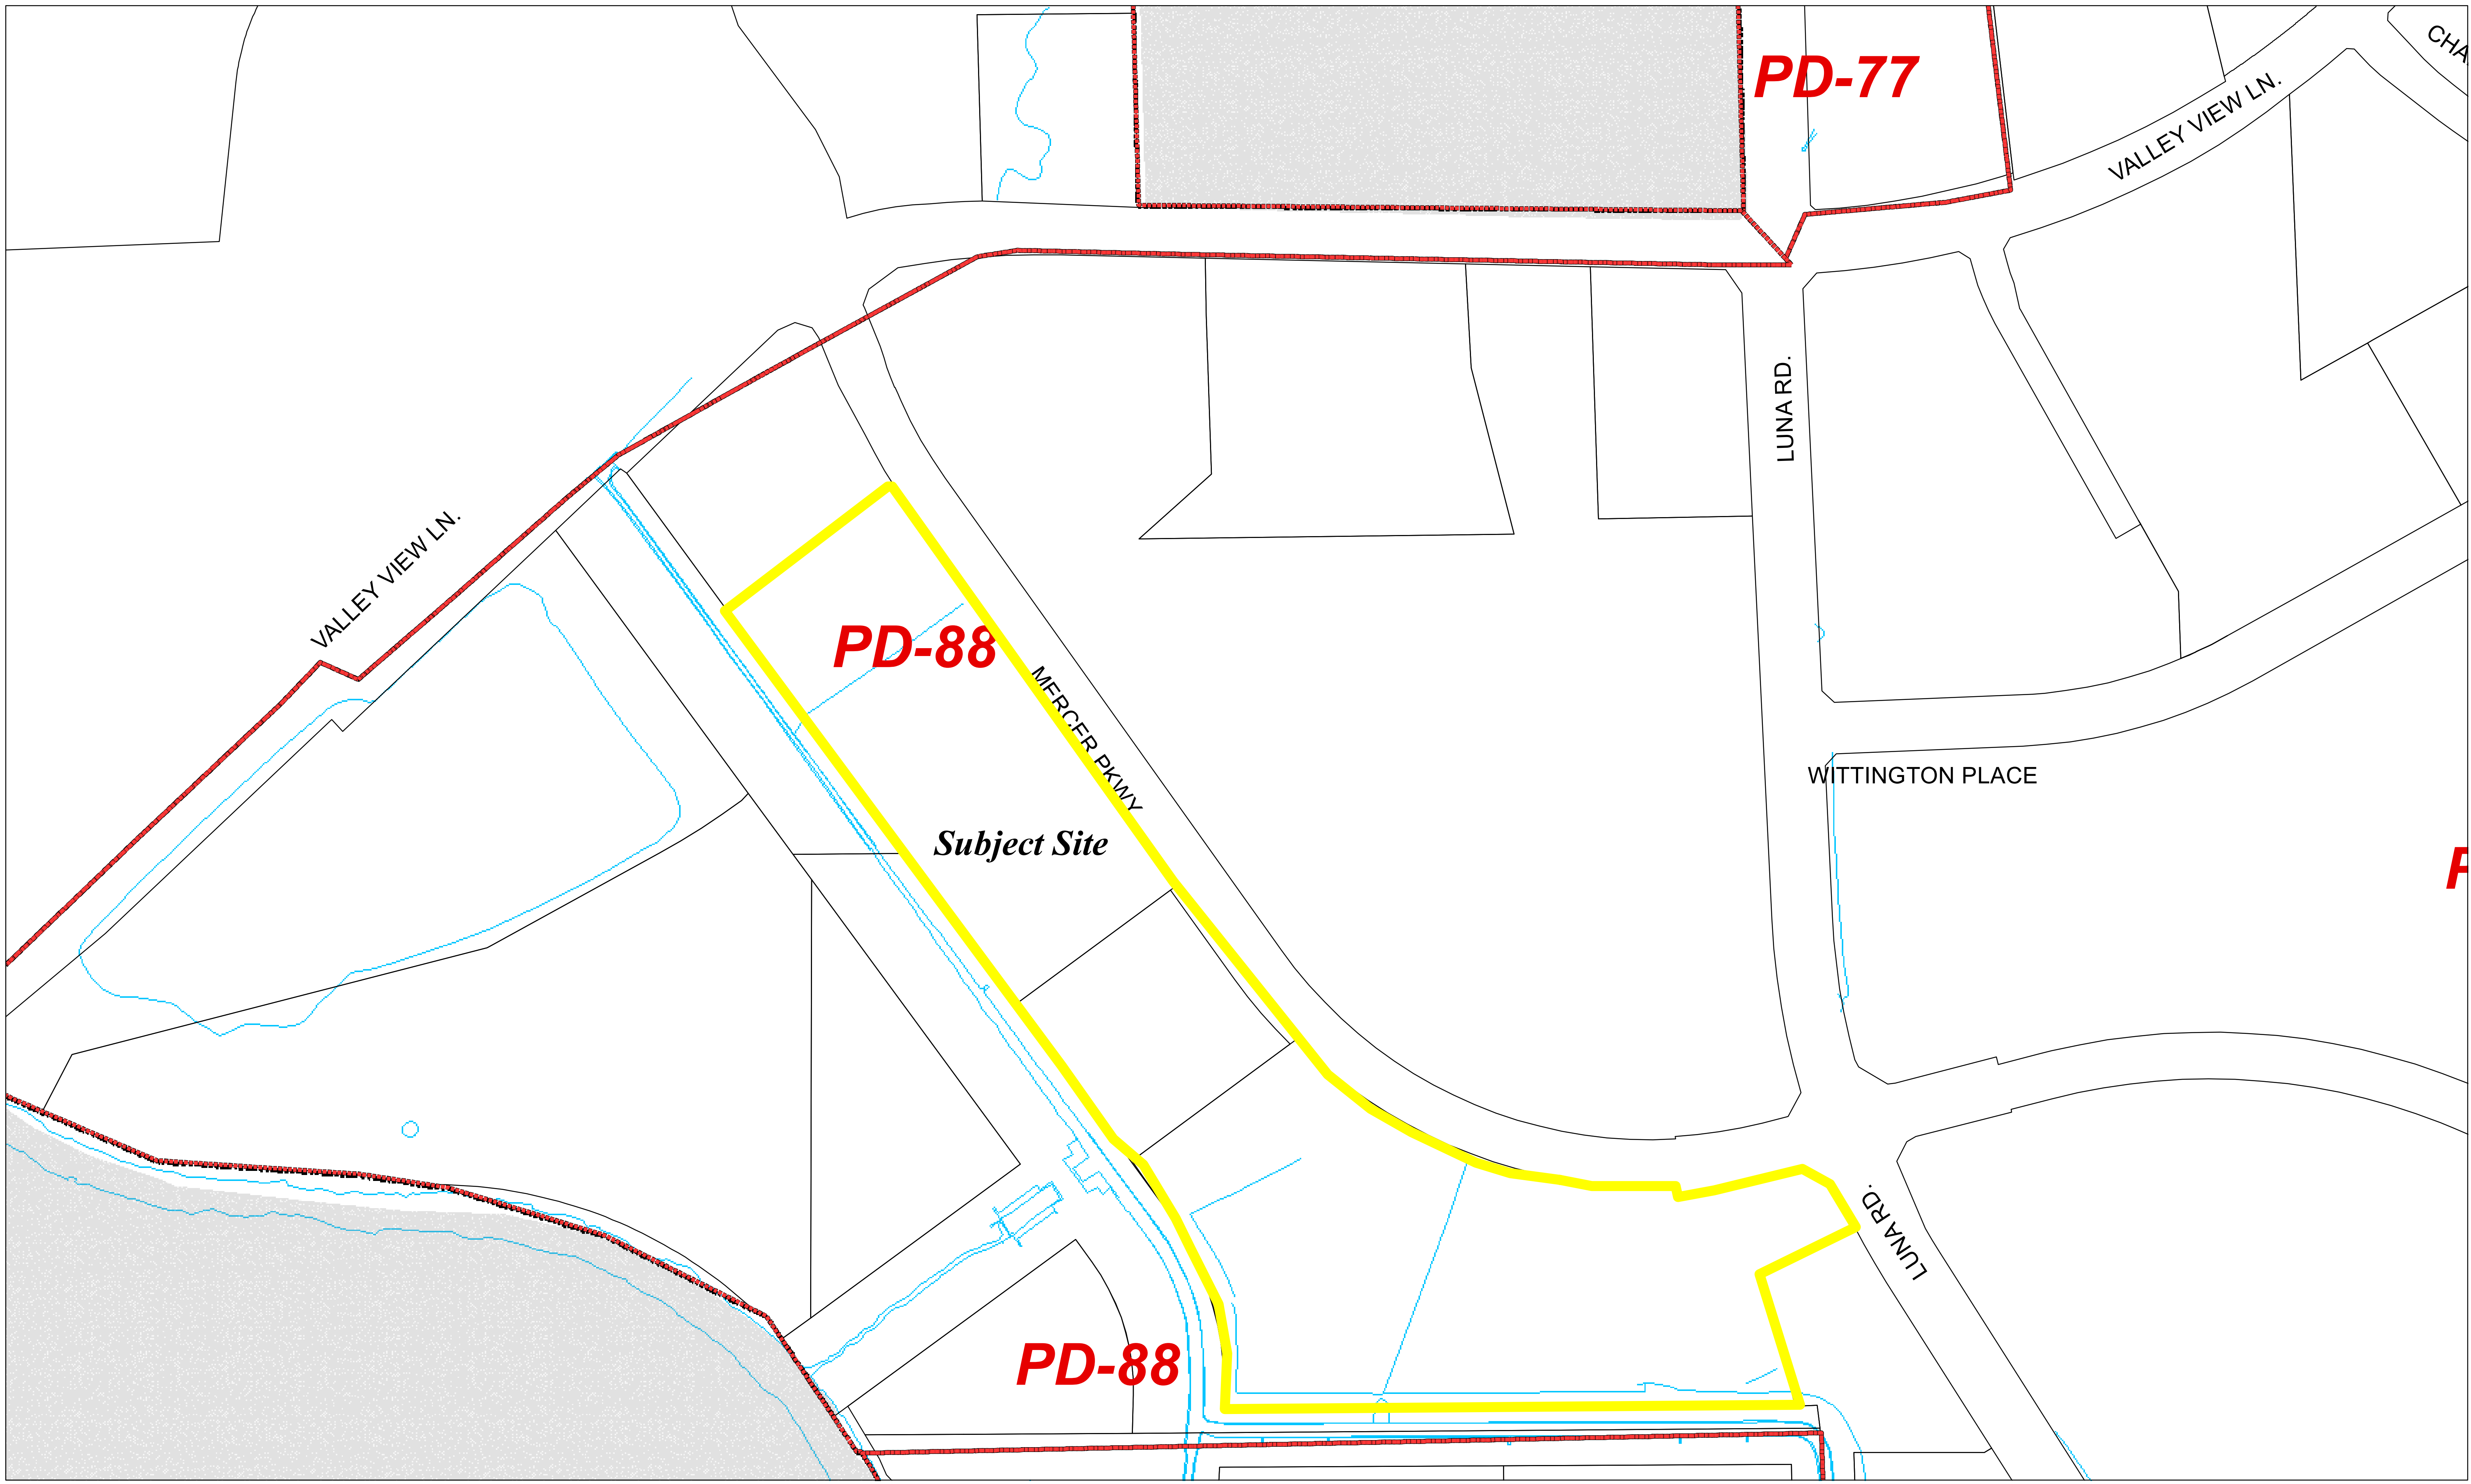 PD-77
CHA
VALLEY VIEW LN.
LUNA RD.
VALLEY VIEW LN.
PD-88
MERCER PKWY
WITTINGTON PLACE
Subject Site
P
LUNA RD.
PD-88